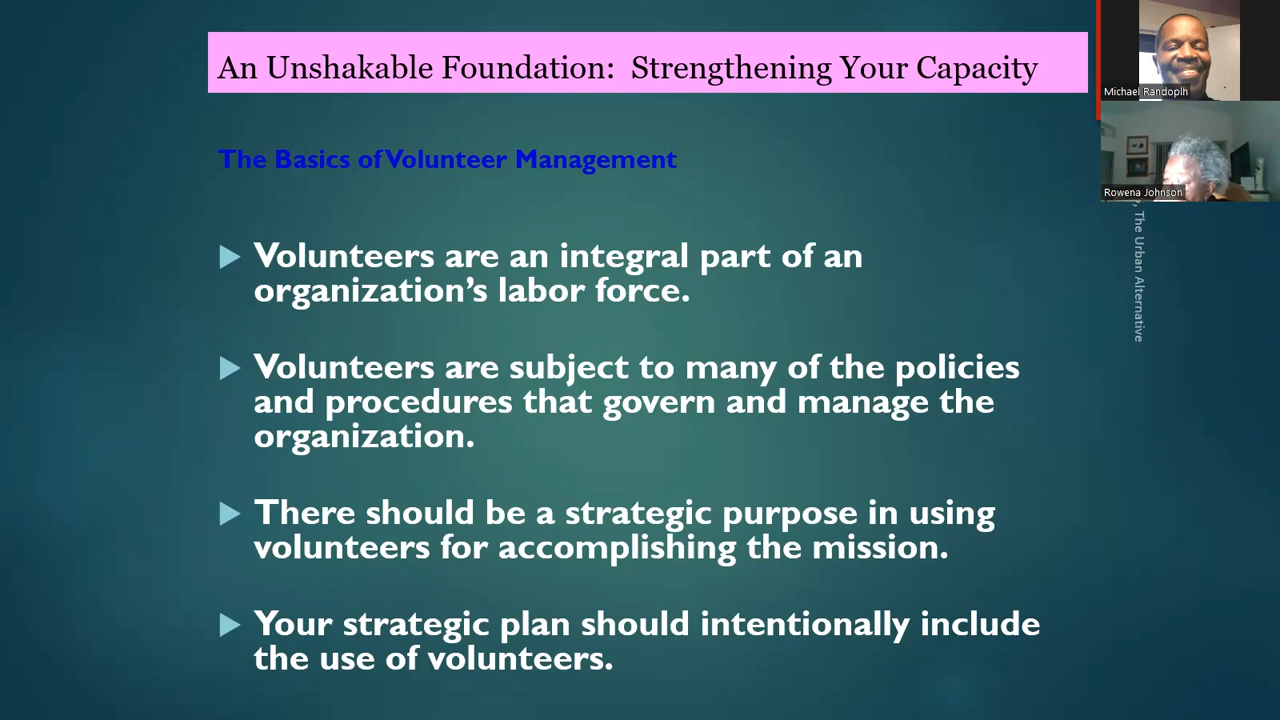 An Unshakable Foundation: Strengthening Your Capacity
The Basics of Volunteer Management
Volunteers are an integral part of an
organization's labor force.
Volunteers are subject to many of the policies
and procedures that govern and manage the
organization.
There should be a strategic purpose in using
volunteers for accomplishing the mission.
Your strategic plan should intentionally include
the use of volunteers.
Michael Randoplh
Rowena Johnson
The Urban Alternative